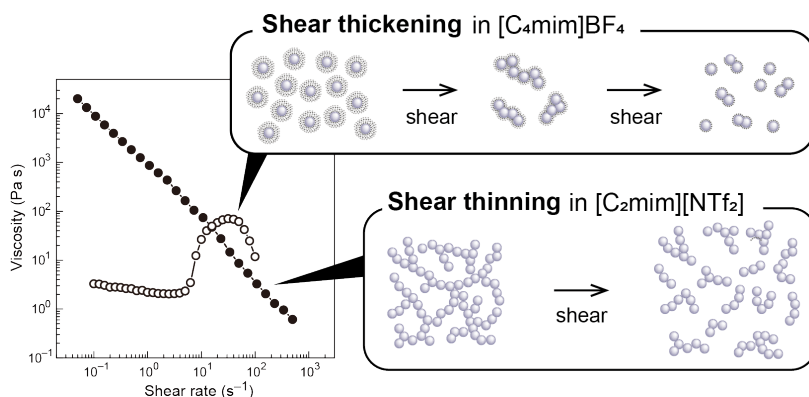 Shear thickening in [C₄mim]BF₄
shear
shear
Shear thinning in [C₂mim][NTf₂]
shear
Viscosity (Pa s)
10⁴
10³
10²
10¹
10⁰
10⁻¹
10⁻¹ 10⁰ 10¹ 10² 10³
Shear rate (s⁻¹)